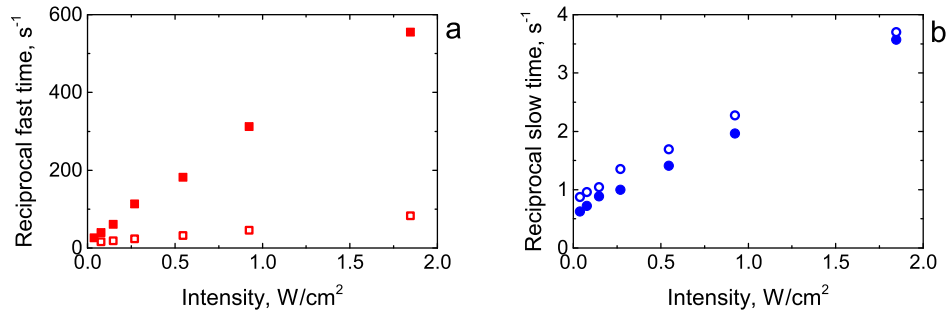 a
Reciprocal fast time, s⁻¹
600
400
200
0
0.0 0.5 1.0 1.5 2.0
Intensity, W/cm²
b
Reciprocal slow time, s⁻¹
4
3
2
1
0
0.0 0.5 1.0 1.5 2.0
Intensity, W/cm²